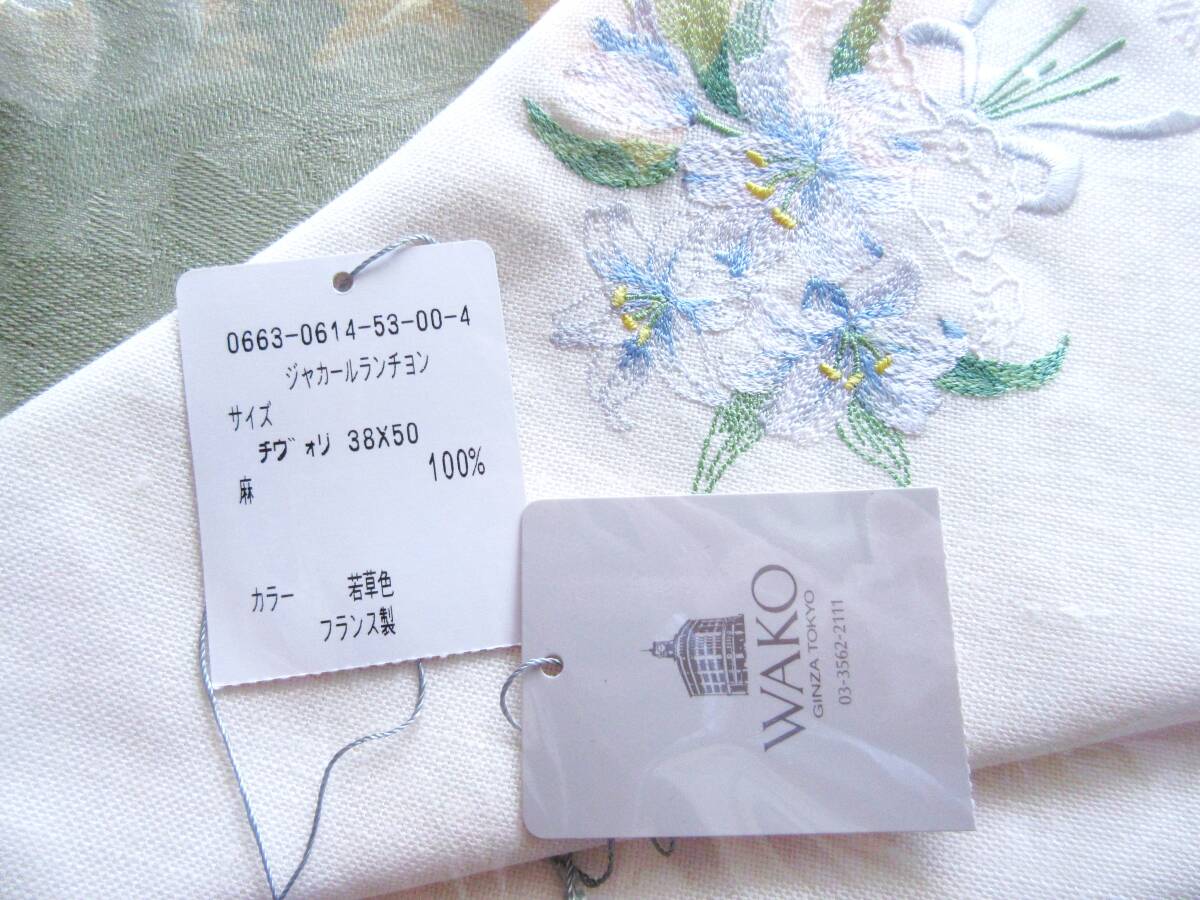 0663-0614-53-00-4
ジャカールランチョン
サイズ
チヴォリ 38X50
麻 100%
カラー 若草色
フランス製
WAKO
GINZA TOKYO
03-3562-2111